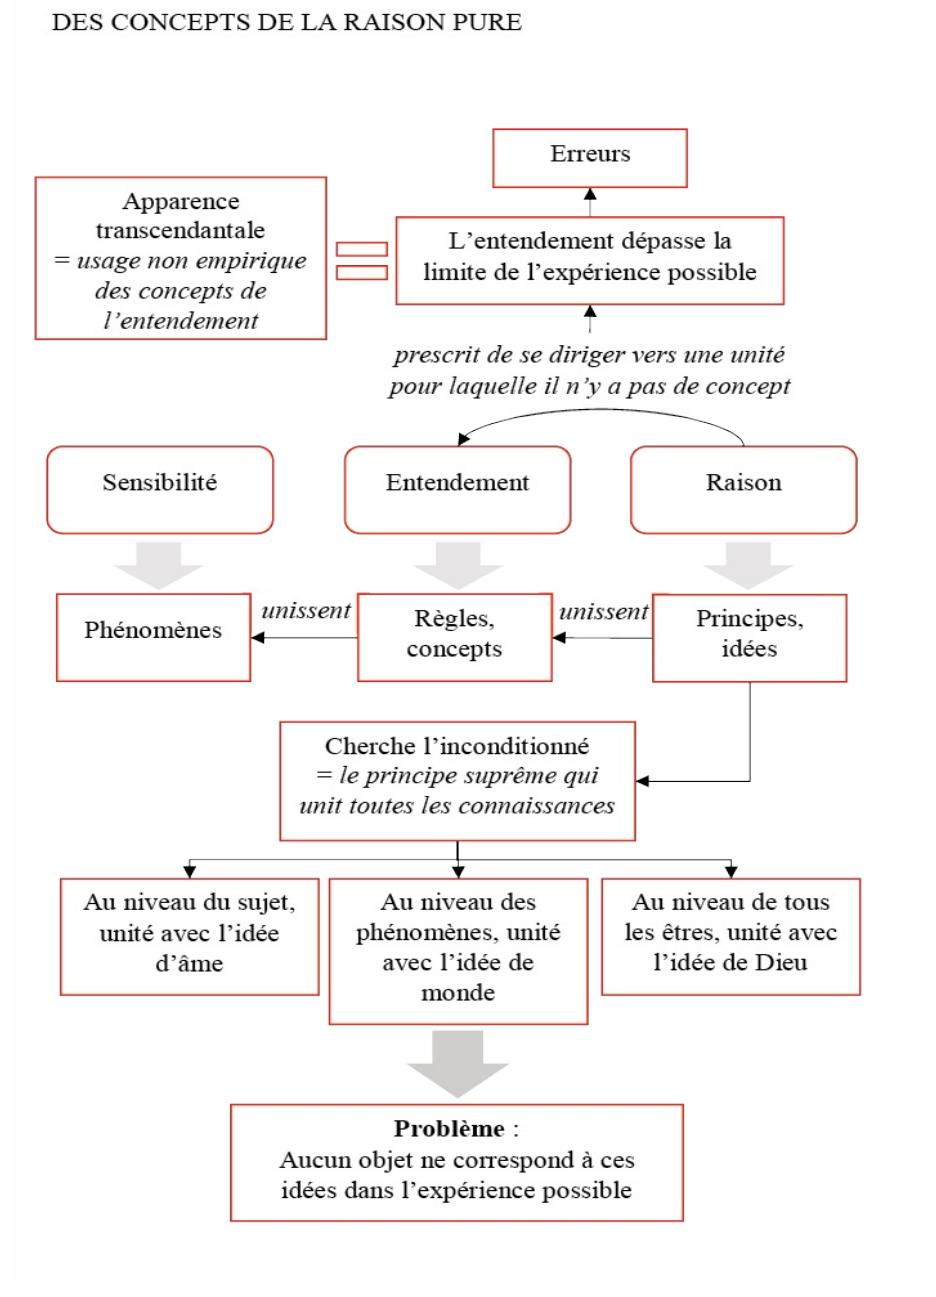 DES CONCEPTS DE LA RAISON PURE
Erreurs
Apparence
transcendantale
= usage non empirique
des concepts de
l’entendement
L’entendement dépasse la
limite de l’expérience possible
prescrit de se diriger vers une unité
pour laquelle il n’y a pas de concept
Sensibilité
Entendement
Raison
Phénomènes
unissent
Règles,
concepts
unissent
Principes,
idées
Cherche l’inconditionné
= le principe suprême qui
unit toutes les connaissances
Au niveau du sujet,
unité avec l’idée
d’âme
Au niveau des
phénomènes, unité
avec l’idée de
monde
Au niveau de tous
les êtres, unité avec
l’idée de Dieu
Problème :
Aucun objet ne correspond à ces
idées dans l’expérience possible